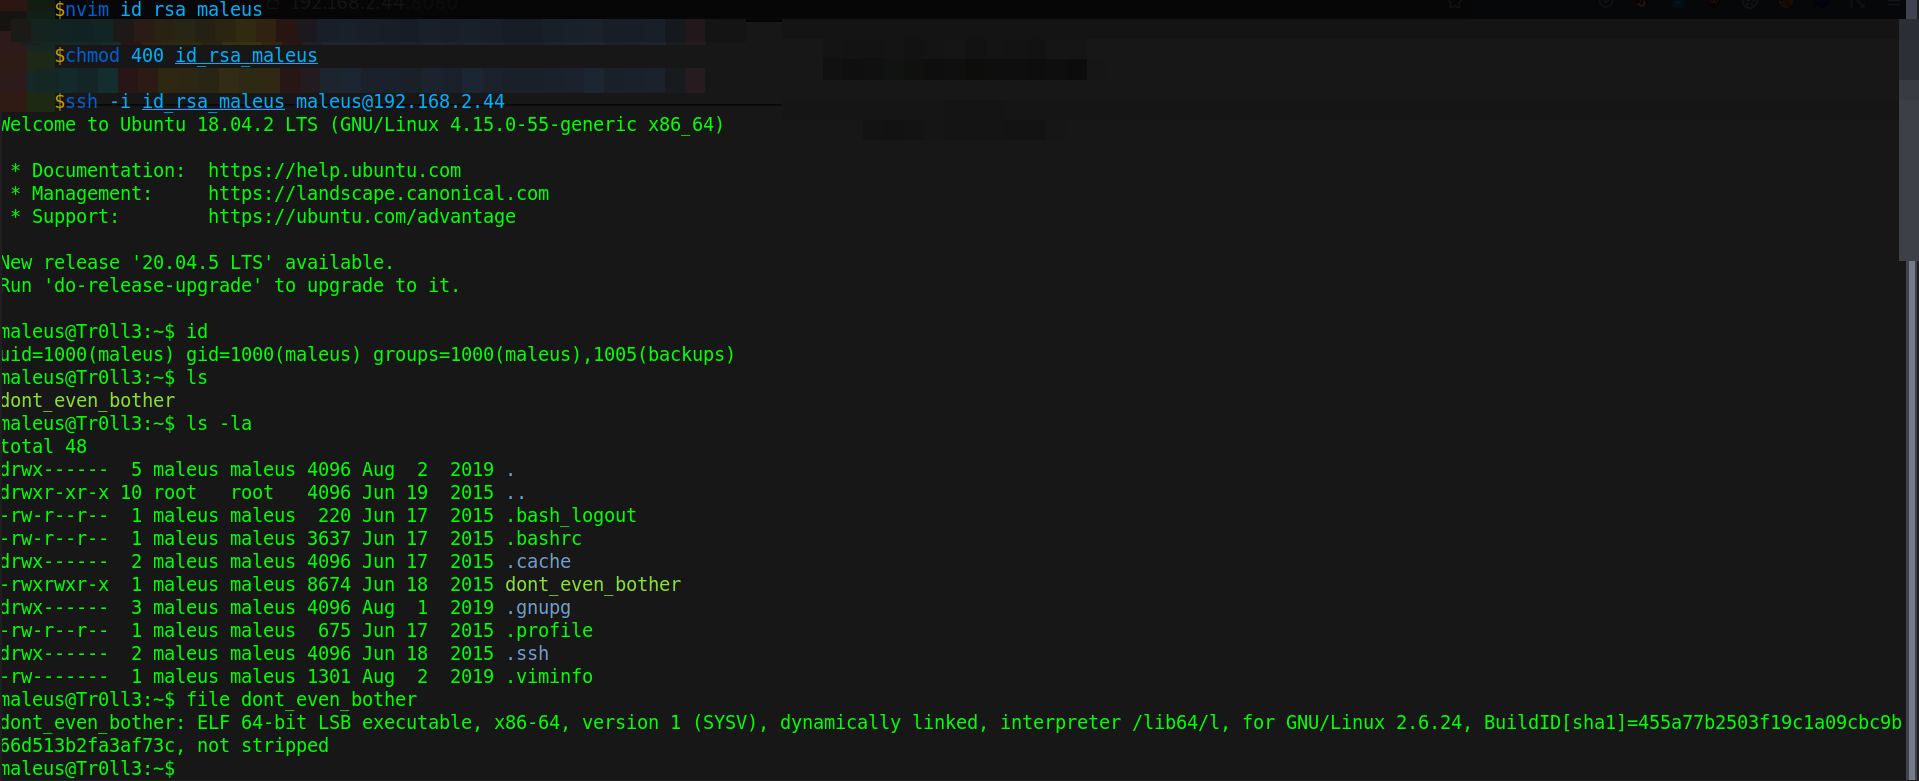 192.168.2.44:8080
$nvim id_rsa_maleus
$chmod 400 id_rsa_maleus
$ssh -i id_rsa_maleus maleus@192.168.2.44
Welcome to Ubuntu 18.04.2 LTS (GNU/Linux 4.15.0-55-generic x86_64)
* Documentation:  https://help.ubuntu.com
* Management:     https://landscape.canonical.com
* Support:        https://ubuntu.com/advantage
New release '20.04.5 LTS' available.
Run 'do-release-upgrade' to upgrade to it.
maleus@Tr0ll3:~$ id
uid=1000(maleus) gid=1000(maleus) groups=1000(maleus),1005(backups)
maleus@Tr0ll3:~$ ls
dont_even_bother
maleus@Tr0ll3:~$ ls -la
total 48
drwx------  5 maleus maleus 4096 Aug  2  2019 .
drwxr-xr-x 10 root   root   4096 Jun 19  2015 ..
-rw-r--r--  1 maleus maleus  220 Jun 17  2015 .bash_logout
-rw-r--r--  1 maleus maleus 3637 Jun 17  2015 .bashrc
drwx------  2 maleus maleus 4096 Jun 17  2015 .cache
-rwxrwxr-x  1 maleus maleus 8674 Jun 18  2015 dont_even_bother
drwx------  3 maleus maleus 4096 Aug  1  2019 .gnupg
-rw-r--r--  1 maleus maleus  675 Jun 17  2015 .profile
drwx------  2 maleus maleus 4096 Jun 18  2015 .ssh
-rw-------  1 maleus maleus 1301 Aug  2  2019 .viminfo
maleus@Tr0ll3:~$ file dont_even_bother
dont_even_bother: ELF 64-bit LSB executable, x86-64, version 1 (SYSV), dynamically linked, interpreter /lib64/l, for GNU/Linux 2.6.24, BuildID[sha1]=455a77b2503f19c1a09cbc9b
66d513b2fa3af73c, not stripped
maleus@Tr0ll3:~$